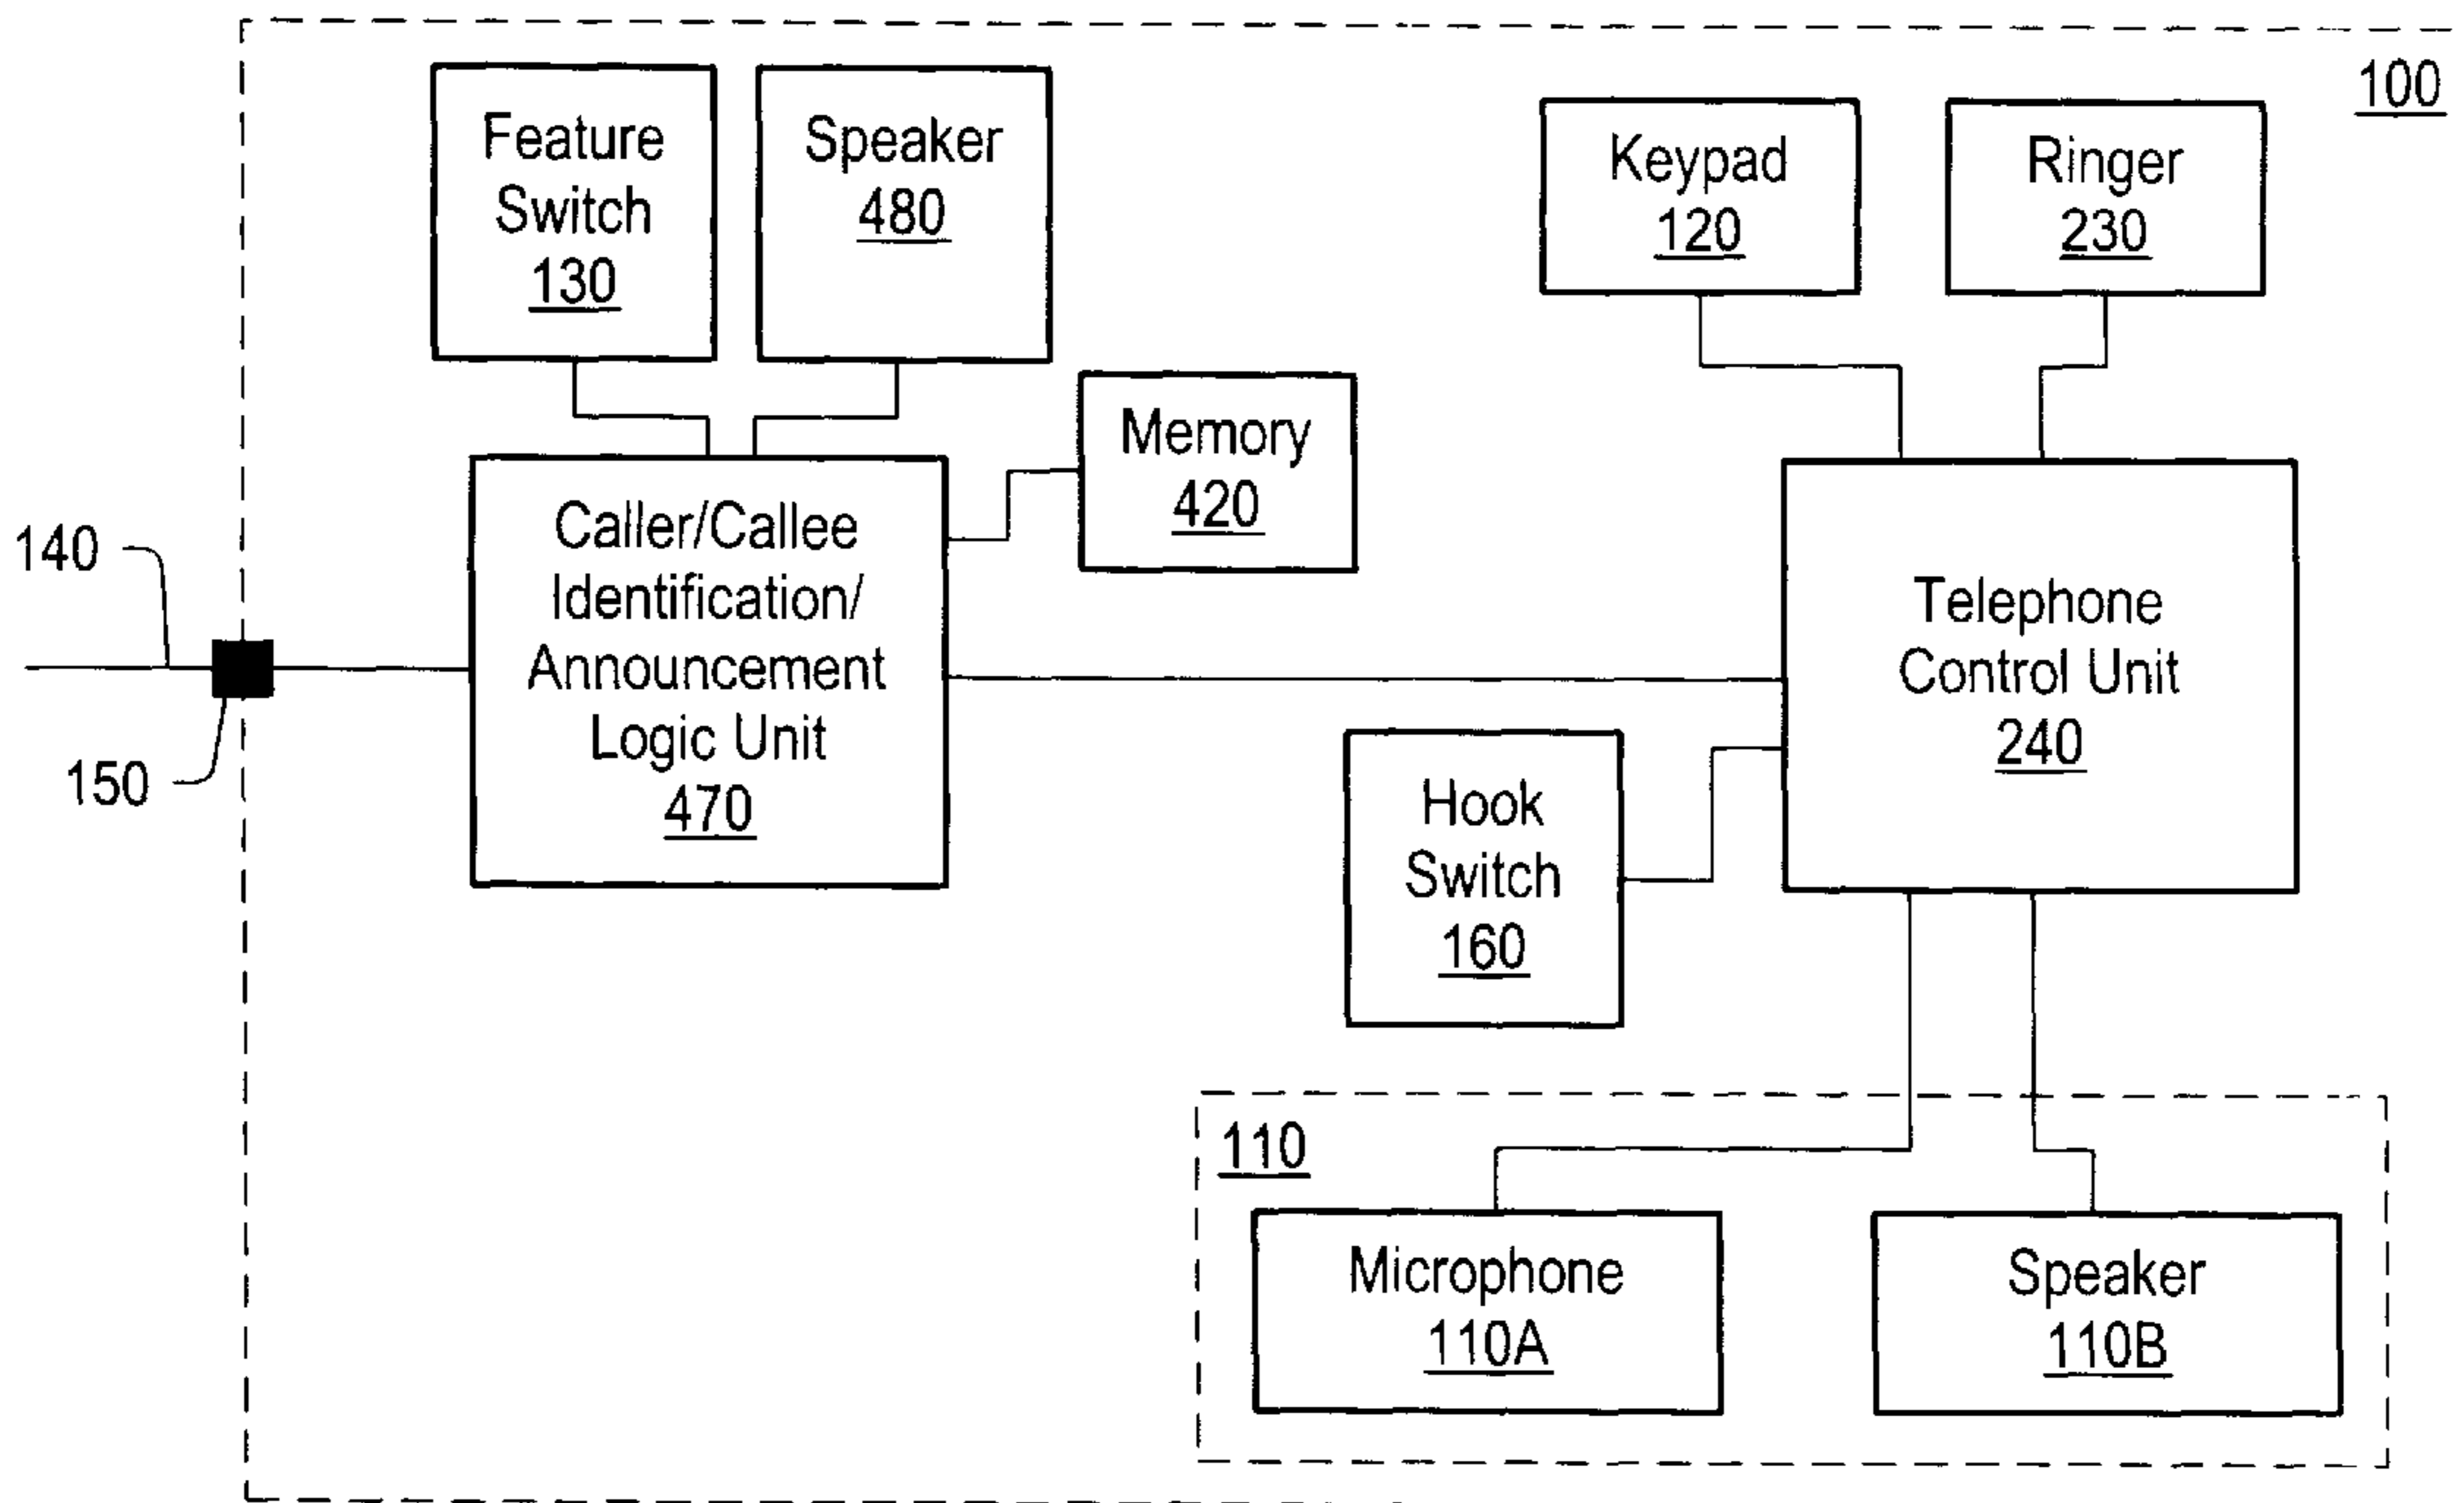 100
Feature
Switch
130
Speaker
480
Keypad
120
Ringer
230
Memory
420
140
150
Caller/Callee
Identification/
Announcement
Logic Unit
470
Telephone
Control Unit
240
Hook
Switch
160
110
Microphone
110A
Speaker
110B